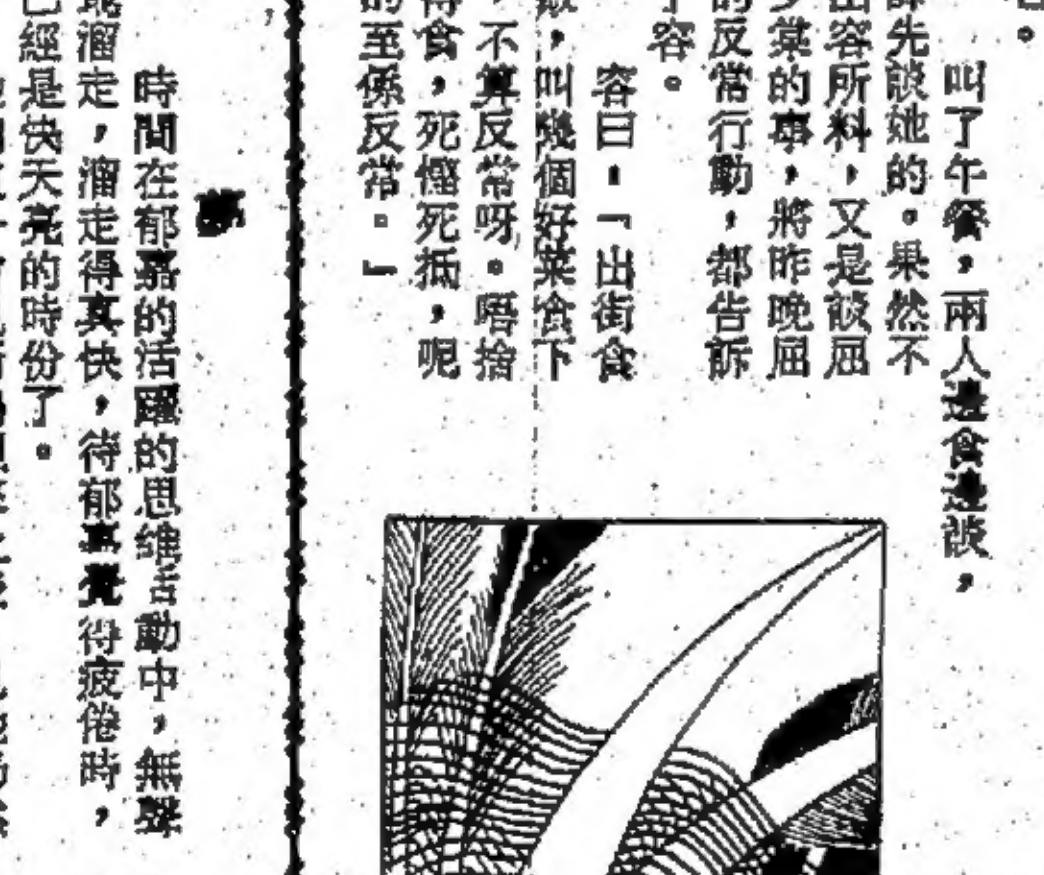 叫了午餐，兩人邊食邊談，
先談她的。果然不
出容所料，又是談屈
棠的事，將昨晚屈
的反常行動，都告訴
了容。
容曰：「出街食
飯，叫幾個好菜食下
，不算反常呀。唔捨
得食，死慳死抵，呢
的至係反常。」
夢
時間在郁嘉的活躍的思維活動中，無聲
溜走，溜走得真快，待郁嘉覺得疲倦時，
已經是快天亮的時份了。